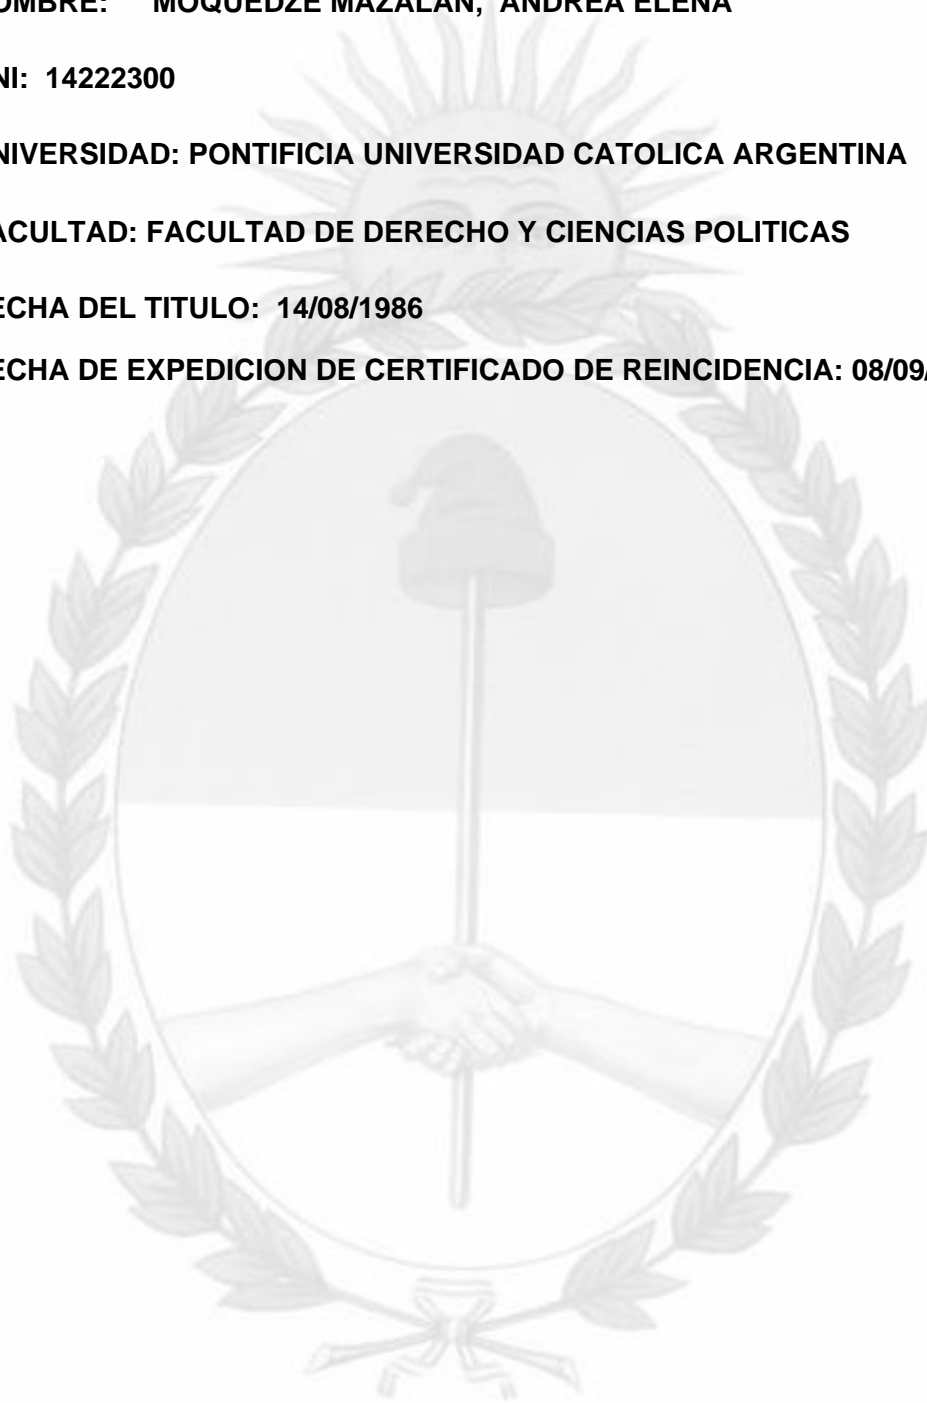 OMBRE: MOQUEDZE MAZALAN, ANDREA ELENA
NI: 14222300
NIVERSIDAD: PONTIFICIA UNIVERSIDAD CATOLICA ARGENTINA
ACULTAD: FACULTAD DE DERECHO Y CIENCIAS POLITICAS
ECHA DEL TITULO: 14/08/1986
ECHA DE EXPEDICION DE CERTIFICADO DE REINCIDENCIA: 08/09/